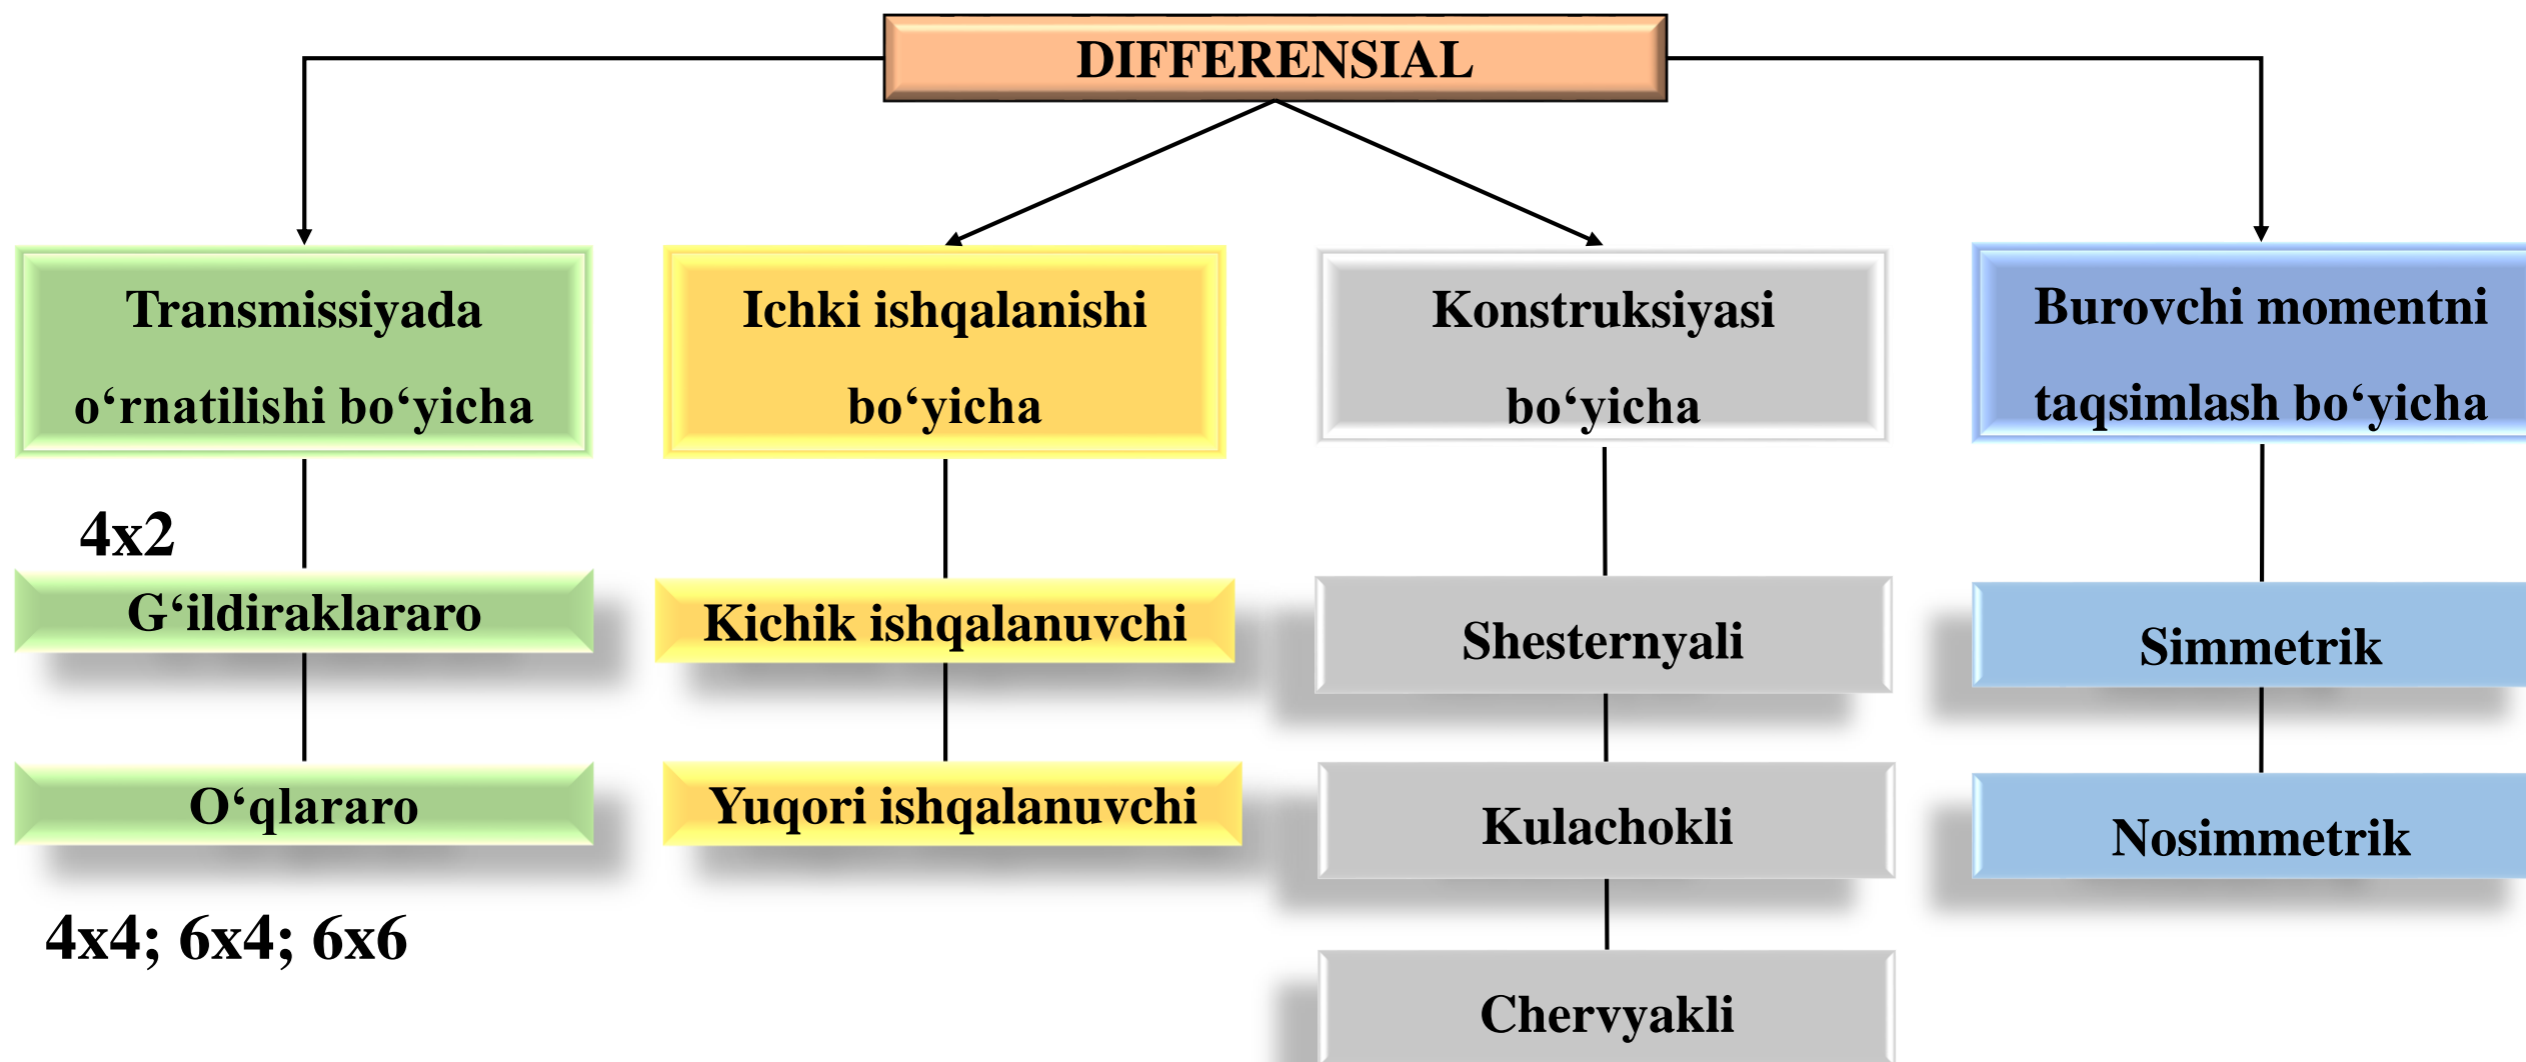 DIFFERENSIAL
Transmissiyada
o‘rnatilishi bo‘yicha
4x2
G‘ildiraklararo
O‘qlararo
4x4; 6x4; 6x6
Ichki ishqalanishi
bo‘yicha
Kichik ishqalanuvchi
Yuqori ishqalanuvchi
Konstruksiyasi
bo‘yicha
Shesternyali
Kulachokli
Chervyakli
Burovchi momentni
taqsimlash bo‘yicha
Simmetrik
Nosimmetrik